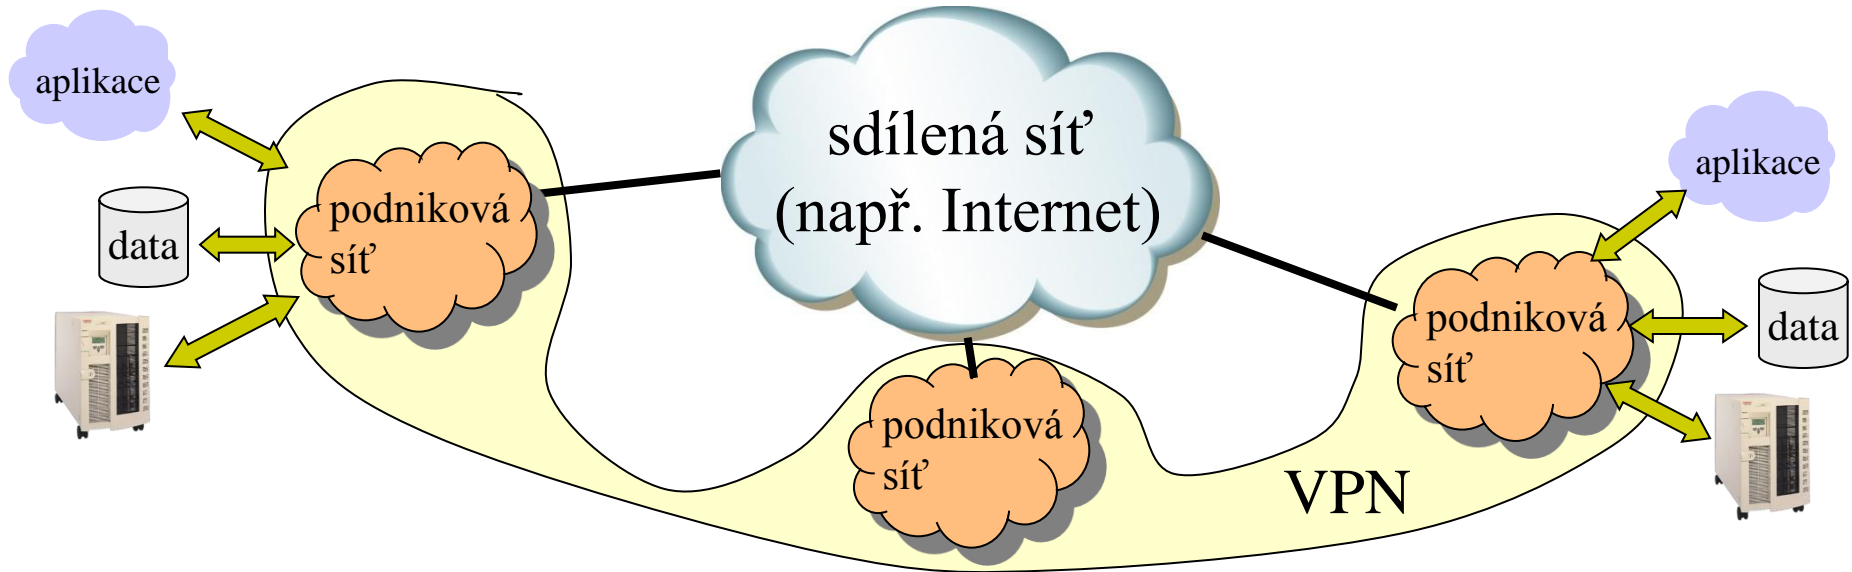 aplikace
sdílená síť
(např. Internet)
aplikace
podniková
síť
data
podniková
síť
data
podniková
síť
VPN